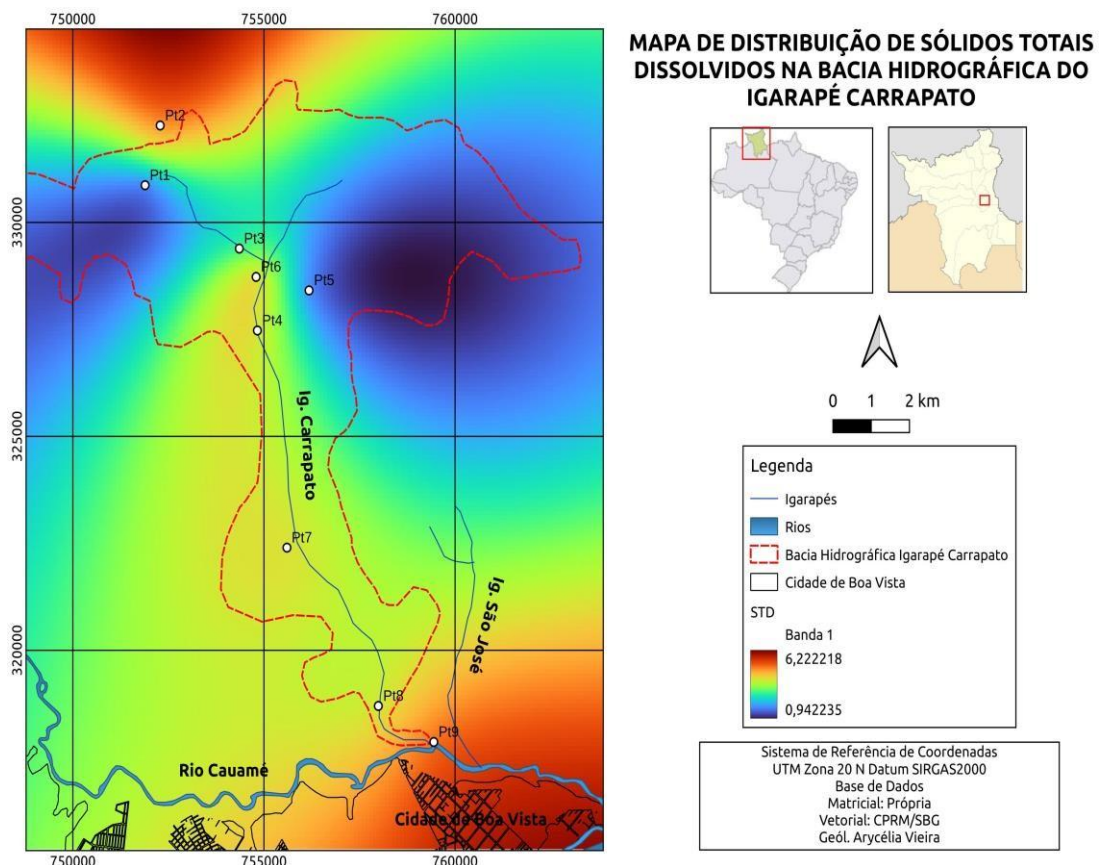 MAPA DE DISTRIBUIÇÃO DE SÓLIDOS TOTAIS
DISSOLVIDOS NA BACIA HIDROGRÁFICA DO
IGARAPÉ CARRAPATO
750000
755000
760000
330000
325000
320000
Pt2
Pt1
Pt3
Pt6
Pt5
Pt4
Ig. Carrapato
Pt7
Ig. São José
Pt8
Pt9
Rio Cauamé
Cidade de Boa Vista
750000
755000
760000
0 1 2 km
Legenda
Igarapés
Rios
Bacia Hidrográfica Igarapé Carrapato
Cidade de Boa Vista
STD
Banda 1
6,222218
0,942235
Sistema de Referência de Coordenadas
UTM Zona 20 N Datum SIRGAS2000
Base de Dados
Matricial: Própria
Vetorial: CPRM/SBG
Geól. Arycélia Vieira